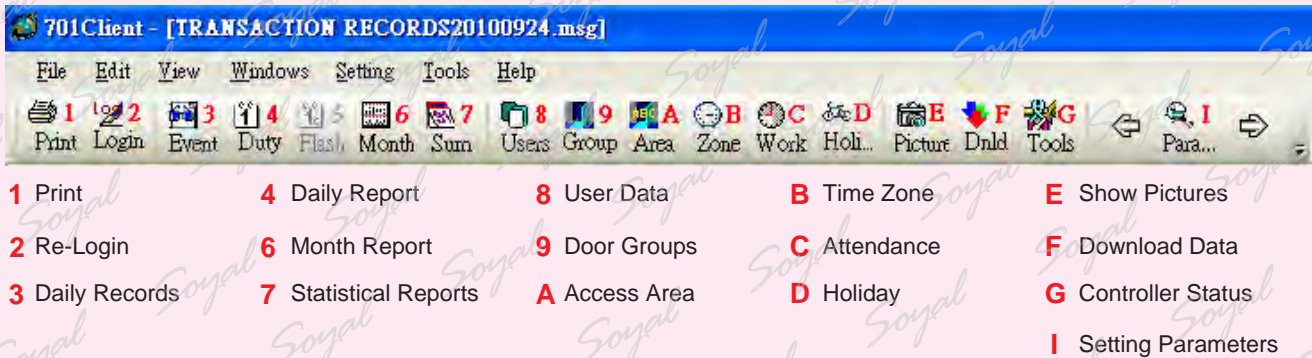 701Client - [TRANSACTION RECORDS20100924.msg]
File Edit View Windows Setting Tools Help
1 2 3 4 5 6 7 8 9 A B C D E F G I
Print Login Event Duty Flash Month Sum Users Group Area Zone Work Holi... Picture Dnld Tools Para...
1 Print 4 Daily Report 8 User Data B Time Zone E Show Pictures
2 Re-Login 6 Month Report 9 Door Groups C Attendance F Download Data
3 Daily Records 7 Statistical Reports A Access Area D Holiday G Controller Status
I Setting Parameters
Soyal